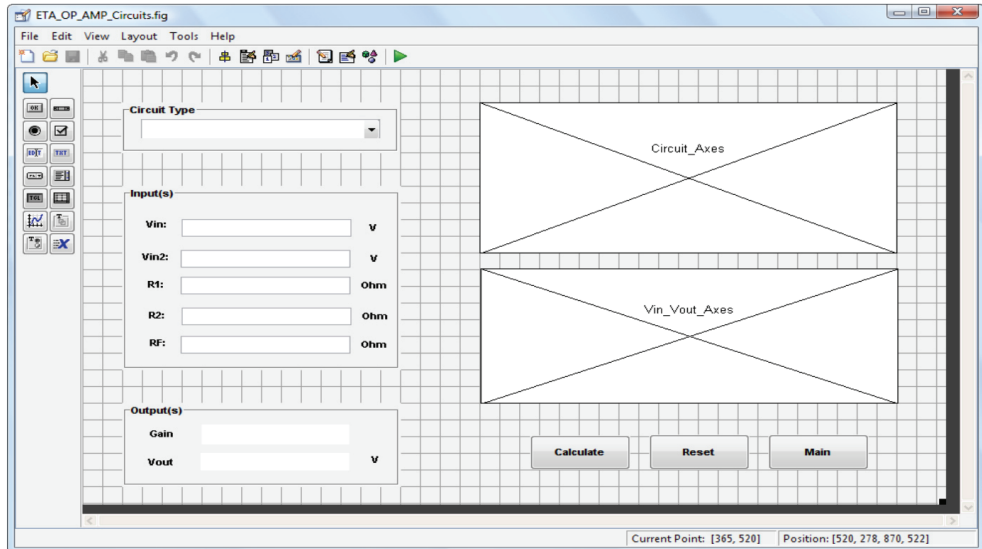 ETA_OP_AMP_Circuits.fig
File Edit View Layout Tools Help
Circuit Type
Circuit_Axes
Input(s)
Vin: V
Vin2: V
R1: Ohm
R2: Ohm
RF: Ohm
Vin_Vout_Axes
Output(s)
Gain
Vout V
Calculate Reset Main
OK
EDIT TXT
TGL
Current Point: [365, 520] Position: [520, 278, 870, 522]